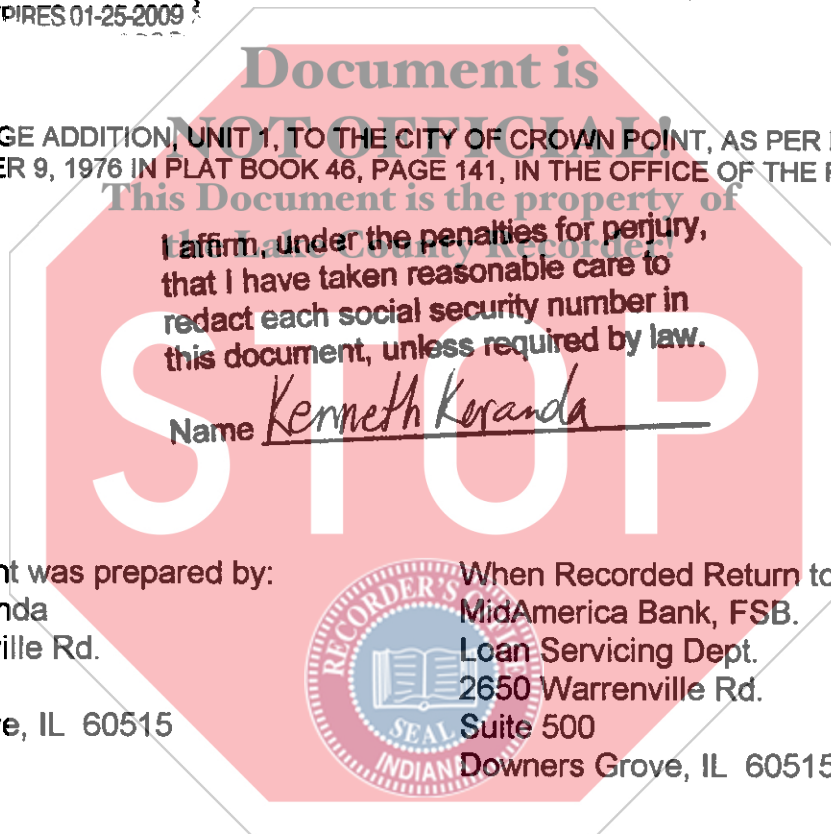 PIRES 01-25-2009
Document is
NOT OFFICIAL!
GE ADDITION, UNIT 1, TO THE CITY OF CROWN POINT, AS PER
ER 9, 1976 IN PLAT BOOK 46, PAGE 141, IN THE OFFICE OF THE
This Document is the property of
the Lake County Recorder!
I affirm, under the penalties for perjury,
that I have taken reasonable care to
redact each social security number in
this document, unless required by law.
Name Kenneth Koranda
STOP
nt was prepared by:
nda
ille Rd.
e, IL 60515
When Recorded Return to
MidAmerica Bank, FSB.
Loan Servicing Dept.
2650 Warrenville Rd.
Suite 500
Downers Grove, IL 60515
RECORDER'S OFFICE
SEAL
INDIANA